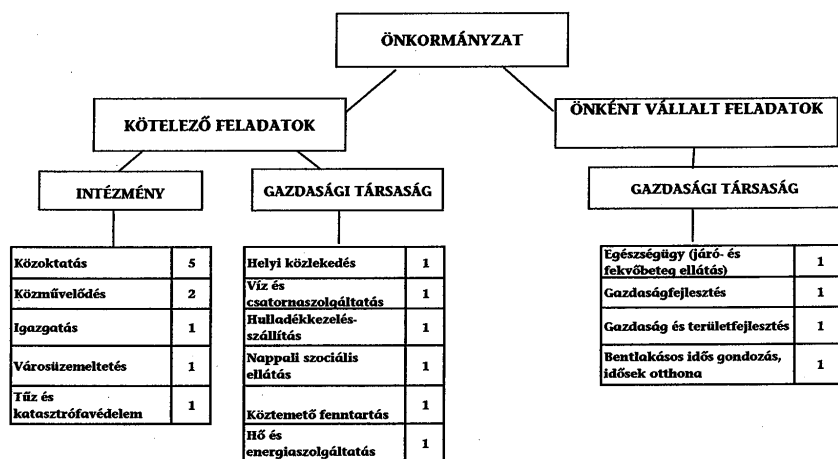 ÖNKORMÁNYZAT
KÖTELEZŐ FELADATOK
ÖNKÉNT VÁLLALT FELADATOK
INTÉZMÉNY
GAZDASÁGI TÁRSASÁG
GAZDASÁGI TÁRSASÁG
Közoktatás 5
Közművelődés 2
Igazgatás 1
Városüzemeltetés 1
Tűz és
katasztrófavédelem 1
Helyi közlekedés 1
Víz és
csatornaszolgáltatás 1
Hulladékkezelés-
szállítás 1
Nappali szociális
ellátás 1
Köztemető fenntartás 1
Hő és
energiaszolgáltatás 1
Egészségügy (járó- és
fekvőbeteg ellátás) 1
Gazdaságfejlesztés 1
Gazdaság és területfejlesztés 1
Bentlakásos idős gondozás,
idősek otthona 1